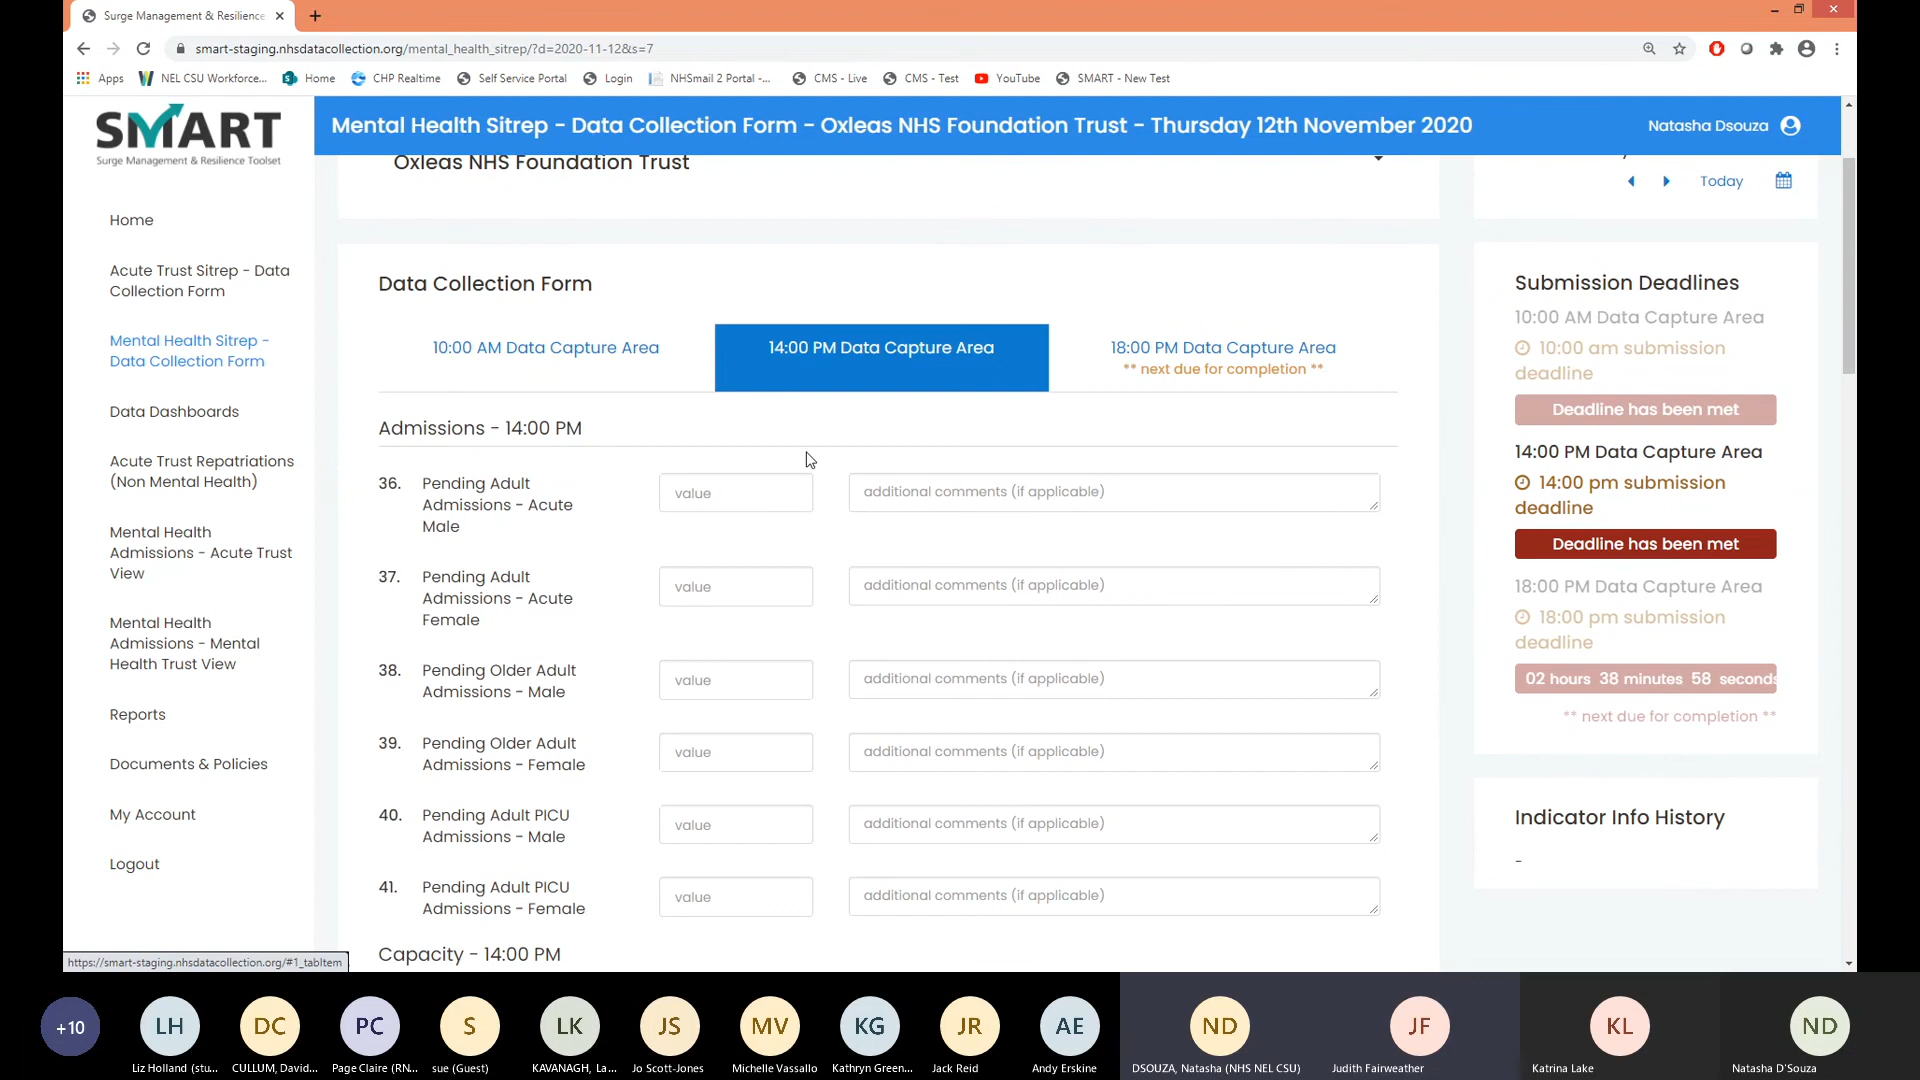 Surge Management & Resilience
smart-staging.nhsdatacollection.org/mental_health_sitrep/?d=2020-11-12&s=7
Apps
NEL CSU Workforce...
Home
CHP Realtime
Self Service Portal
Login
NHSmail 2 Portal -...
CMS - Live
CMS - Test
YouTube
SMART - New Test
SMART
Surge Management & Resilience Toolset
Mental Health Sitrep - Data Collection Form - Oxleas NHS Foundation Trust - Thursday 12th November 2020
Natasha Dsouza
Home
Acute Trust Sitrep - Data
Collection Form
Mental Health Sitrep -
Data Collection Form
Data Dashboards
Acute Trust Repatriations
(Non Mental Health)
Mental Health
Admissions - Acute Trust
View
Mental Health
Admissions - Mental
Health Trust View
Reports
Documents & Policies
My Account
Logout
Oxleas NHS Foundation Trust
Today
Data Collection Form
10:00 AM Data Capture Area
14:00 PM Data Capture Area
18:00 PM Data Capture Area
** next due for completion **
Admissions - 14:00 PM
36. Pending Adult
Admissions - Acute
Male
value
additional comments (if applicable)
37. Pending Adult
Admissions - Acute
Female
value
additional comments (if applicable)
38. Pending Older Adult
Admissions - Male
value
additional comments (if applicable)
39. Pending Older Adult
Admissions - Female
value
additional comments (if applicable)
40. Pending Adult PICU
Admissions - Male
value
additional comments (if applicable)
41. Pending Adult PICU
Admissions - Female
value
additional comments (if applicable)
Capacity - 14:00 PM
Submission Deadlines
10:00 AM Data Capture Area
10:00 am submission
deadline
Deadline has been met
14:00 PM Data Capture Area
14:00 pm submission
deadline
Deadline has been met
18:00 PM Data Capture Area
18:00 pm submission
deadline
02 hours 38 minutes 58 seconds
** next due for completion **
Indicator Info History
-
https://smart-staging.nhsdatacollection.org/#1_tabItem
+10
LH
DC
PC
S
LK
JS
MV
KG
JR
AE
ND
JF
KL
ND
Liz Holland (stu...
CULLUM, David...
Page Claire (RN...
sue (Guest)
KAVANAGH, La...
Jo Scott-Jones
Michelle Vassallo
Kathryn Green...
Jack Reid
Andy Erskine
DSOUZA, Natasha (NHS NEL CSU)
Judith Fairweather
Katrina Lake
Natasha D'Souza